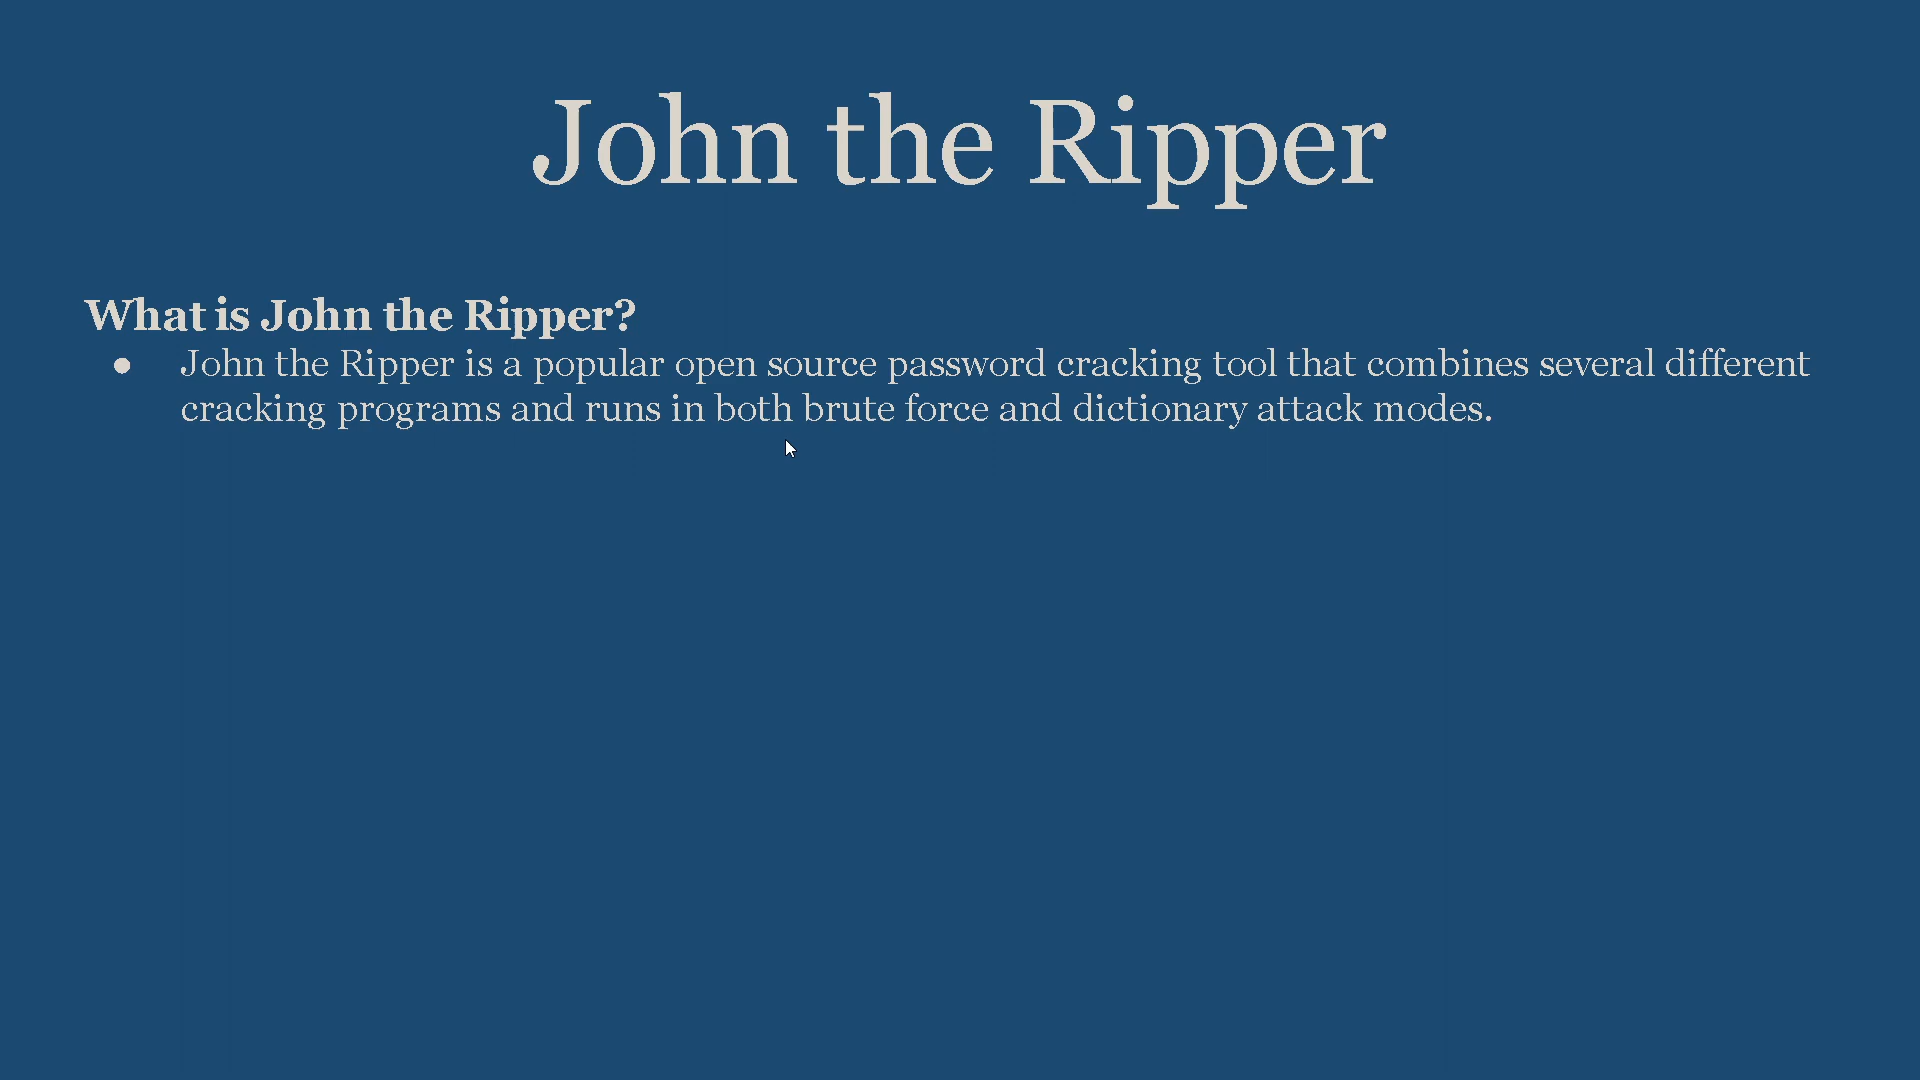 John the Ripper
What is John the Ripper?
● John the Ripper is a popular open source password cracking tool that combines several different
cracking programs and runs in both brute force and dictionary attack modes.